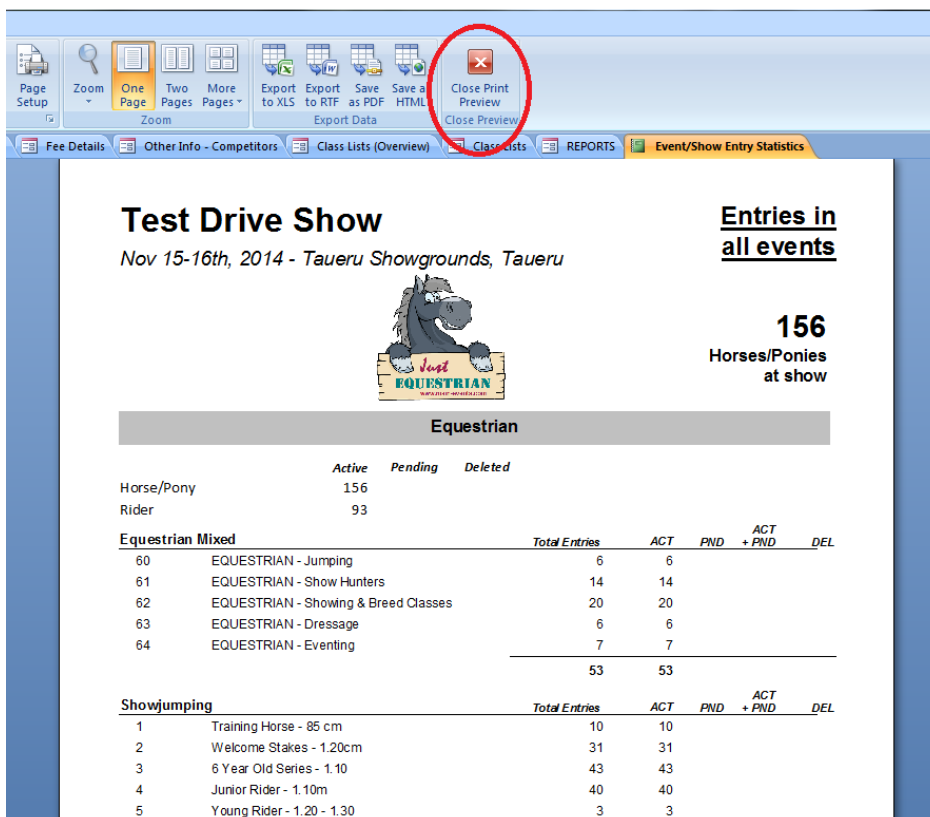 Page Setup
Zoom
One Page
Two Pages
More Pages
Export to XLS
Export to RTF
Save as PDF
Save a HTML
Close Print Preview
Zoom
Export Data
Close Preview
Fee Details
Other Info - Competitors
Class Lists (Overview)
Class Lists
REPORTS
Event/Show Entry Statistics
Test Drive Show
Entries in
all events
Nov 15-16th, 2014 - Taueru Showgrounds, Taueru
156
Horses/Ponies
at show
Just
EQUESTRIAN
Equestrian
Active Pending Deleted
Horse/Pony 156
Rider 93
Equestrian Mixed Total Entries ACT PND ACT + PND DEL
60 EQUESTRIAN - Jumping 6 6
61 EQUESTRIAN - Show Hunters 14 14
62 EQUESTRIAN - Showing & Breed Classes 20 20
63 EQUESTRIAN - Dressage 6 6
64 EQUESTRIAN - Eventing 7 7
53 53
Showjumping Total Entries ACT PND ACT + PND DEL
1 Training Horse - 85 cm 10 10
2 Welcome Stakes - 1.20cm 31 31
3 6 Year Old Series - 1.10 43 43
4 Junior Rider - 1.10m 40 40
5 Young Rider - 1.20 - 1.30 3 3